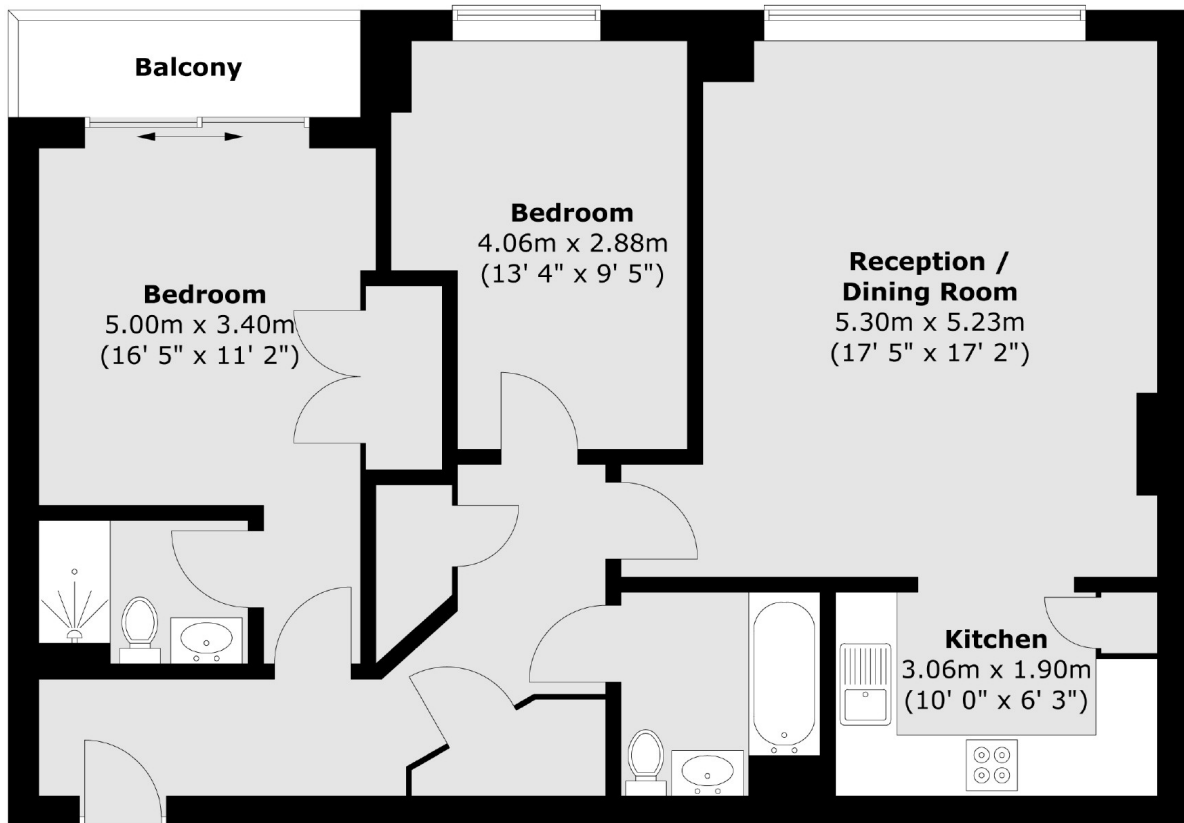 Balcony
Bedroom
4.06m x 2.88m
(13' 4" x 9' 5")
Reception /
Dining Room
5.30m x 5.23m
(17' 5" x 17' 2")
Bedroom
5.00m x 3.40m
(16' 5" x 11' 2")
Kitchen
3.06m x 1.90m
(10' 0" x 6' 3")